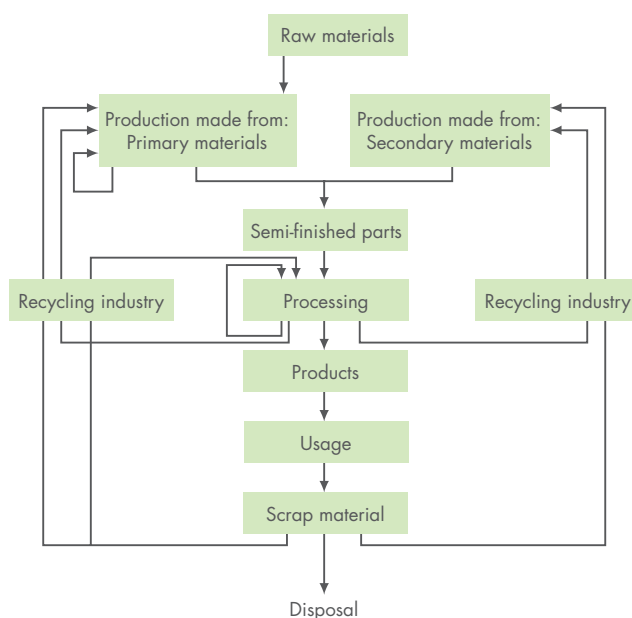 Raw materials
Production made from:
Primary materials
Production made from:
Secondary materials
Semi-finished parts
Recycling industry
Processing
Recycling industry
Products
Usage
Scrap material
Disposal